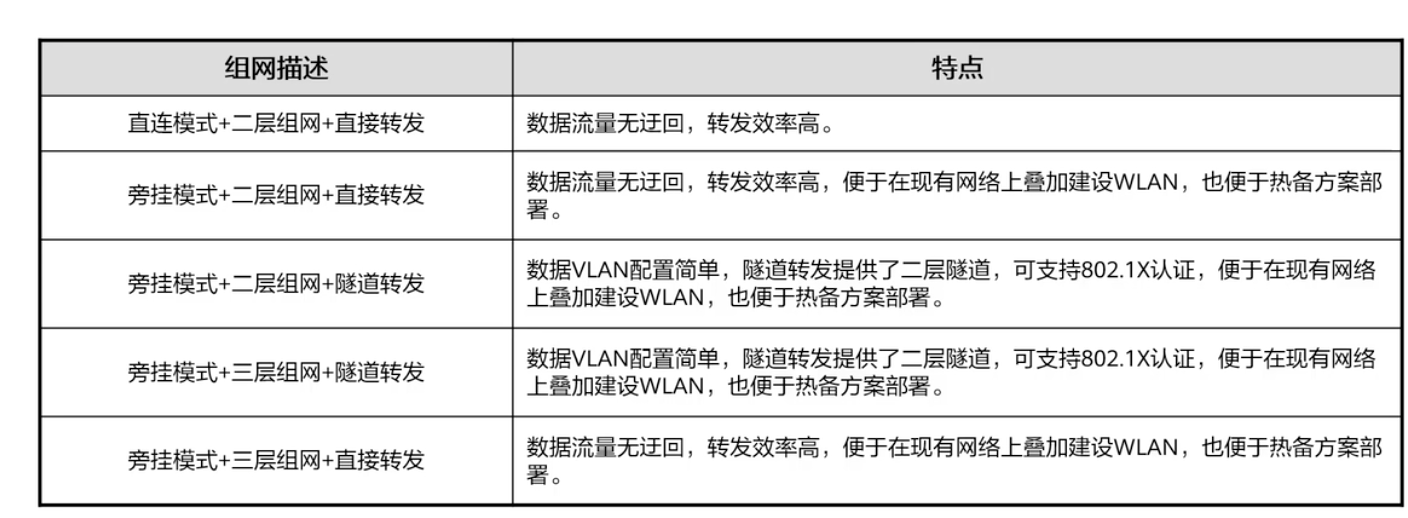 组网描述
特点
直连模式+二层组网+直接转发
数据流量无迂回，转发效率高。
旁挂模式+二层组网+直接转发
数据流量无迂回，转发效率高，便于在现有网络上叠加建设WLAN，也便于热备方案部
署。
旁挂模式+二层组网+隧道转发
数据VLAN配置简单，隧道转发提供了二层隧道，可支持802.1X认证，便于在现有网络
上叠加建设WLAN，也便于热备方案部署。
旁挂模式+三层组网+隧道转发
数据VLAN配置简单，隧道转发提供了二层隧道，可支持802.1X认证，便于在现有网络
上叠加建设WLAN，也便于热备方案部署。
旁挂模式+三层组网+直接转发
数据流量无迂回，转发效率高，便于在现有网络上叠加建设WLAN，也便于热备方案部
署。